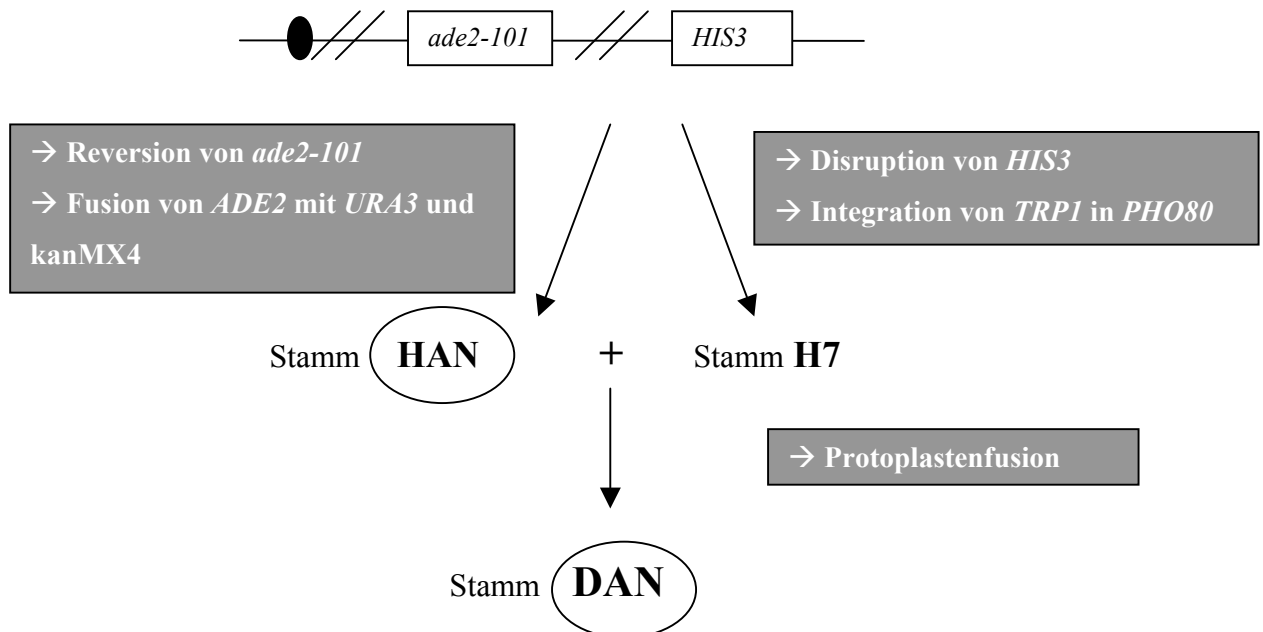 ade2-101 HIS3
→ Reversion von ade2-101
→ Fusion von ADE2 mit URA3 und
kanMX4
→ Disruption von HIS3
→ Integration von TRP1 in PHO80
Stamm HAN + Stamm H7
→ Protoplastenfusion
Stamm DAN